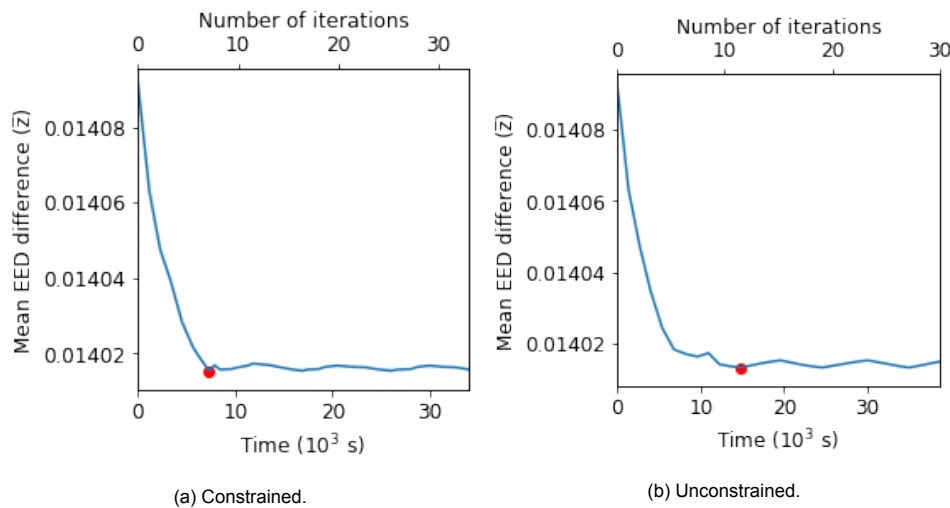 Number of iterations
0 10 20 30
Mean EED difference (z̅)
0.01408
0.01406
0.01404
0.01402
0 10 20 30
Time (10³ s)
(a) Constrained.
Number of iterations
0 10 20 30
Mean EED difference (z̅)
0.01408
0.01406
0.01404
0.01402
0 10 20 30
Time (10³ s)
(b) Unconstrained.